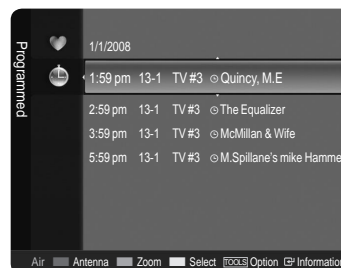 Programmed
1/1/2008
1:59 pm 13-1 TV #3 Quincy, M.E
2:59 pm 13-1 TV #3 The Equalizer
3:59 pm 13-1 TV #3 McMillan & Wife
5:59 pm 13-1 TV #3 M.Spillane's mike Hamme
Air Antenna Zoom Select TOOLS Option Information